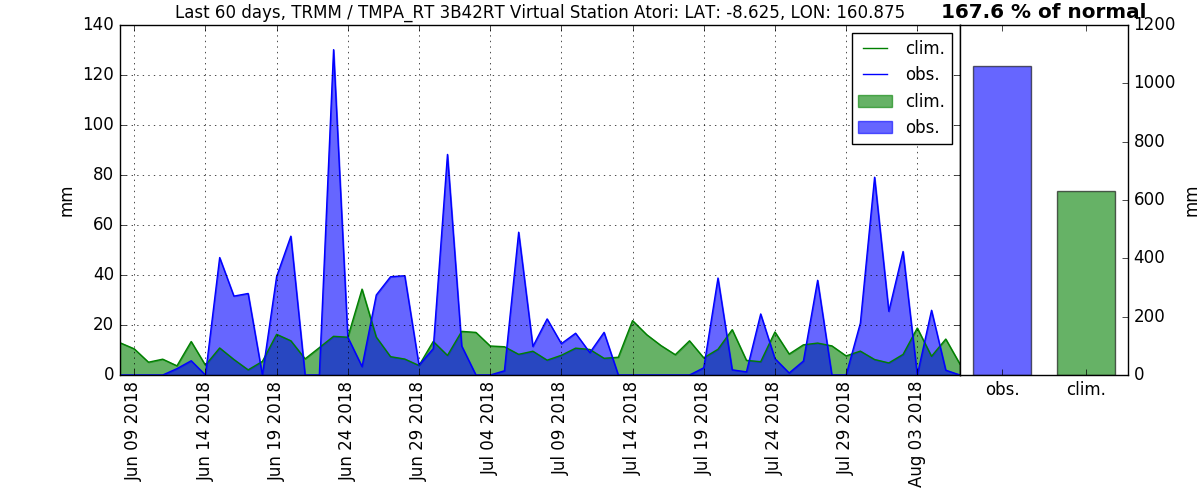 Last 60 days, TRMM / TMPA_RT 3B42RT Virtual Station Atori: LAT: -8.625, LON: 160.875
167.6 % of normal
mm
140
120
100
80
60
40
20
0
clim.
obs.
clim.
obs.
1200
1000
800
600
400
200
0
mm
Jun 09 2018
Jun 14 2018
Jun 19 2018
Jun 24 2018
Jun 29 2018
Jul 04 2018
Jul 09 2018
Jul 14 2018
Jul 19 2018
Jul 24 2018
Jul 29 2018
Aug 03 2018
obs.
clim.